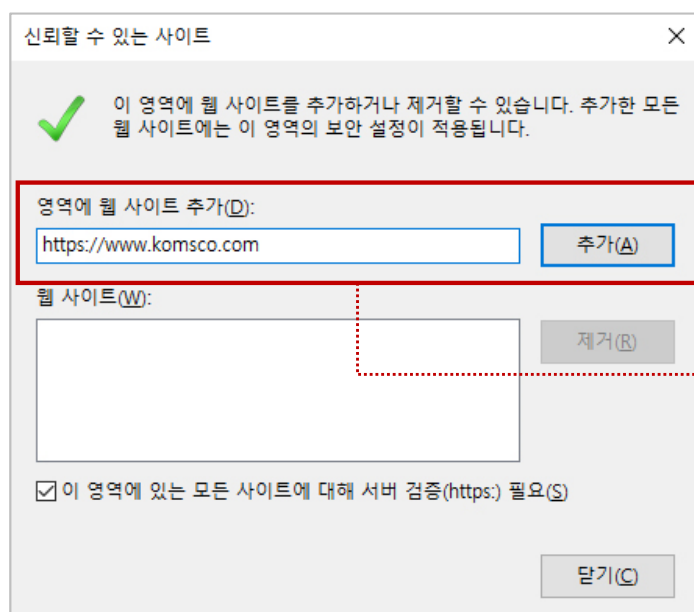 신뢰할 수 있는 사이트
이 영역에 웹 사이트를 추가하거나 제거할 수 있습니다. 추가한 모든
웹 사이트에는 이 영역의 보안 설정이 적용됩니다.
영역에 웹 사이트 추가(D):
https://www.komsco.com
추가(A)
웹 사이트(W):
제거(R)
이 영역에 있는 모든 사이트에 대해 서버 검증(https:) 필요(S)
닫기(C)